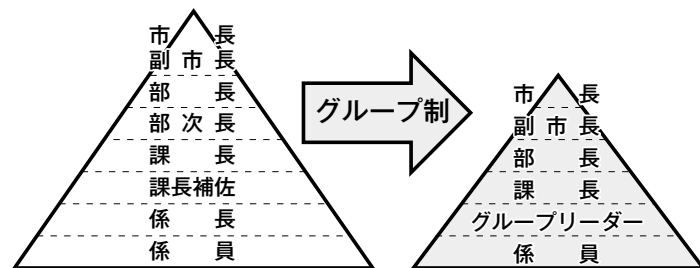 市長
副市長
部長
部次長
課長
課長補佐
係長
係員
グループ制
市長
副市長
部長
課長
グループリーダー
係員